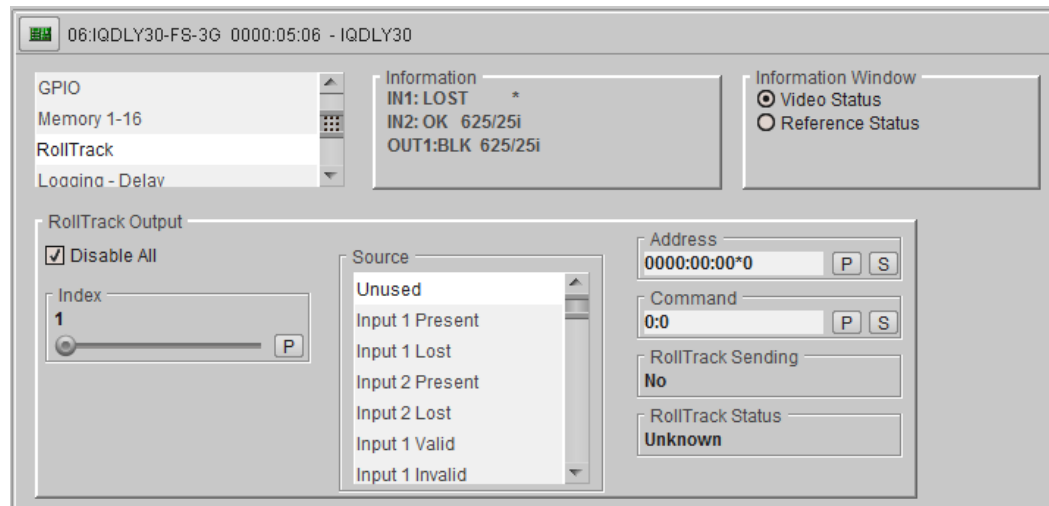 06:IQDLY30-FS-3G 0000:05:06 - IQDLY30
GPIO
Memory 1-16
RollTrack
Logging - Delay
Information
IN1: LOST *
IN2: OK 625/25i
OUT1:BLK 625/25i
Information Window
Video Status
Reference Status
RollTrack Output
Disable All
Index
1
P
Source
Unused
Input 1 Present
Input 1 Lost
Input 2 Present
Input 2 Lost
Input 1 Valid
Input 1 Invalid
Address
0000:00:00*0 P S
Command
0:0 P S
RollTrack Sending
No
RollTrack Status
Unknown